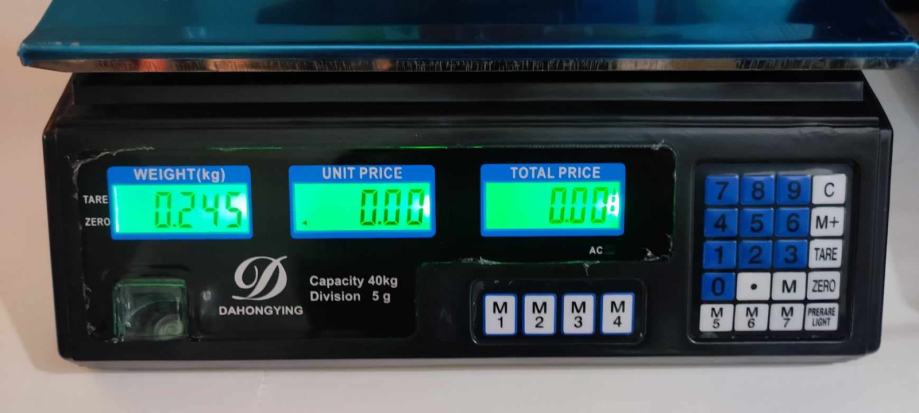 WEIGHT(kg)
UNIT PRICE
TOTAL PRICE
TARE
ZERO
0.245
0.00
0.00
AC
D
DAHONGYING
Capacity 40kg
Division 5 g
M 1
M 2
M 3
M 4
7 8 9 C
4 5 6 M+
1 2 3 TARE
0 • M ZERO
M 5
M 6
M 7
PRERARE LIGHT